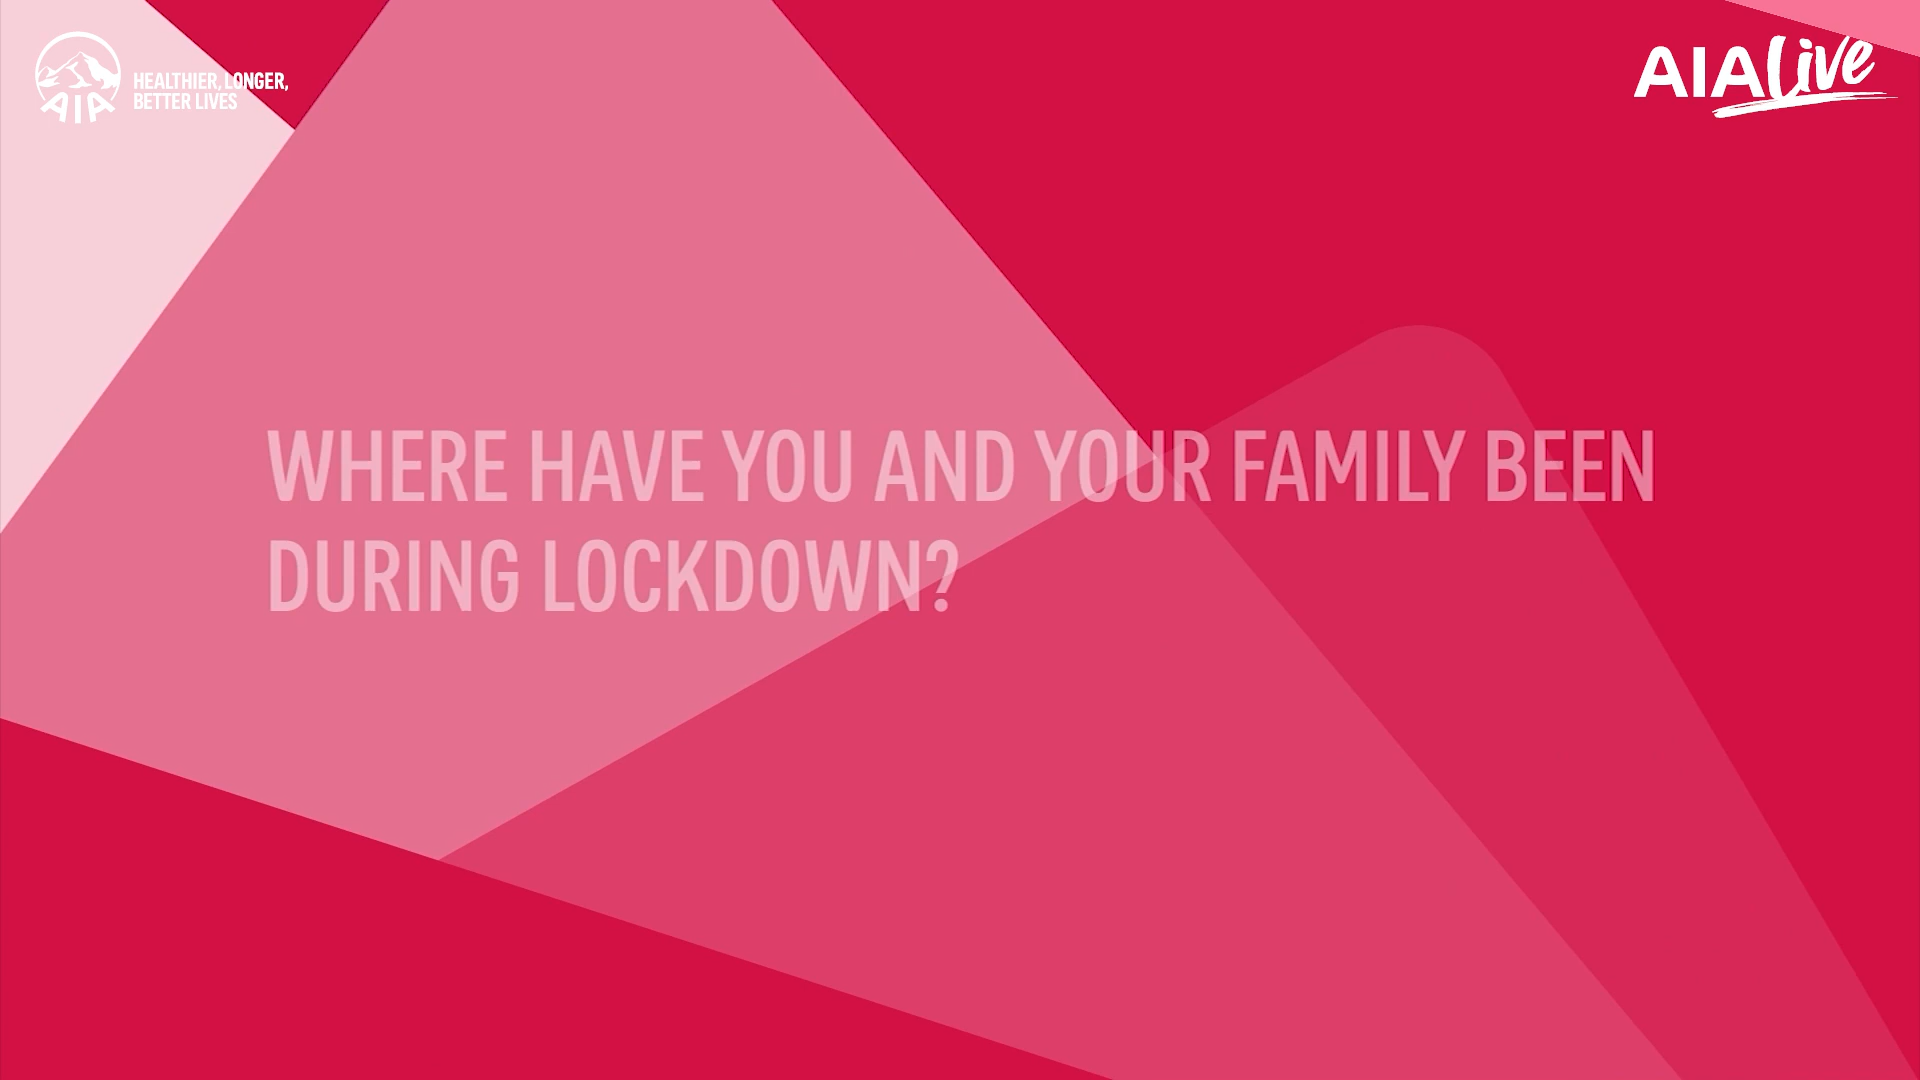 HEALTHIER, LONGER,
BETTER LIVES
AIA
AIA Live
WHERE HAVE YOU AND YOUR FAMILY BEEN
DURING LOCKDOWN?